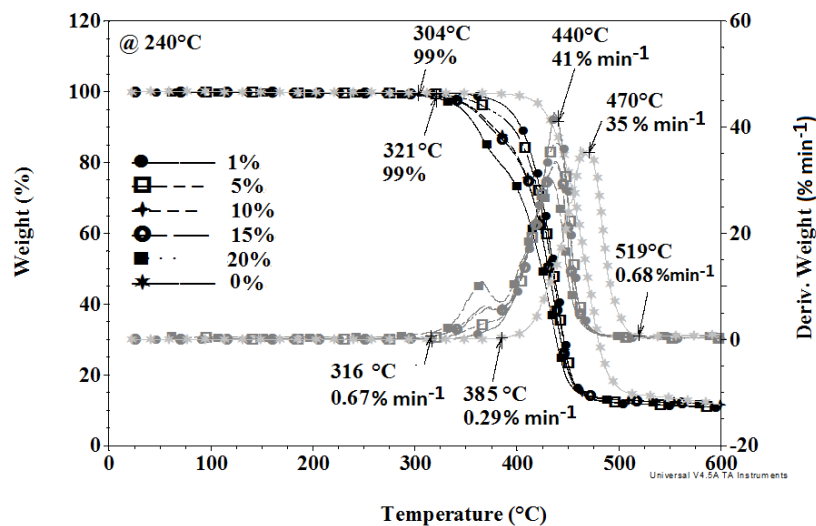 @ 240°C
304°C
99%
440°C
41% min⁻¹
470°C
35% min⁻¹
321°C
99%
1%
5%
10%
15%
20%
0%
519°C
0.68%min⁻¹
316 °C
0.67% min⁻¹
385°C
0.29% min⁻¹
120
100
80
60
40
20
0
Weight (%)
60
40
20
0
-20
Deriv. Weight (% min⁻¹)
0
100
200
300
400
500
600
Universal V4.5A TA Instruments
Temperature (°C)